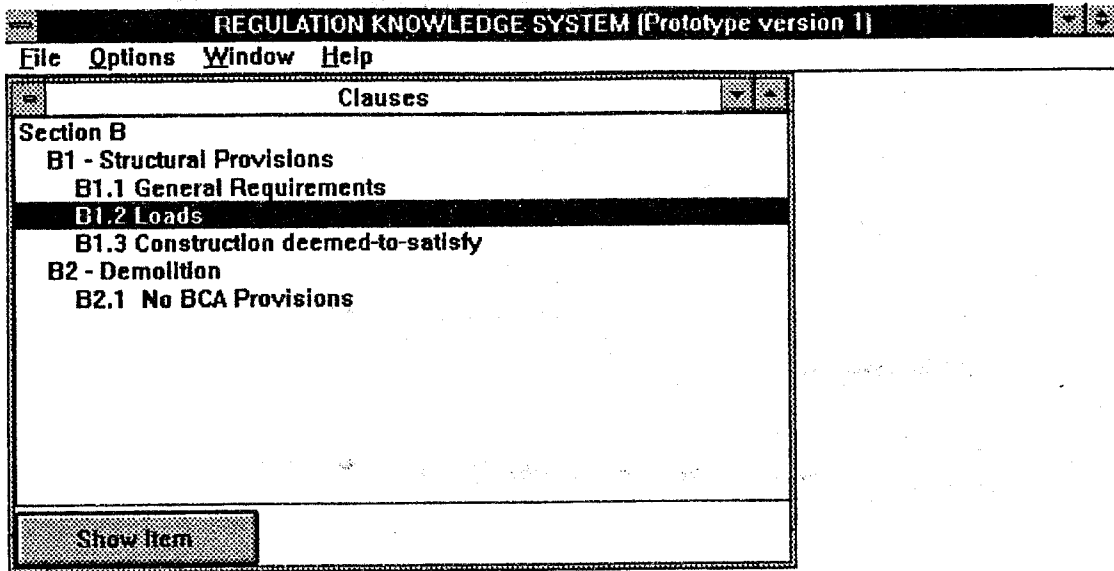 REGULATION KNOWLEDGE SYSTEM (Prototype version 1)
File Options Window Help
Clauses
Section B
B1 - Structural Provisions
B1.1 General Requirements
B1.2 Loads
B1.3 Construction deemed-to-satisfy
B2 - Demolition
B2.1 No BCA Provisions
Show Item